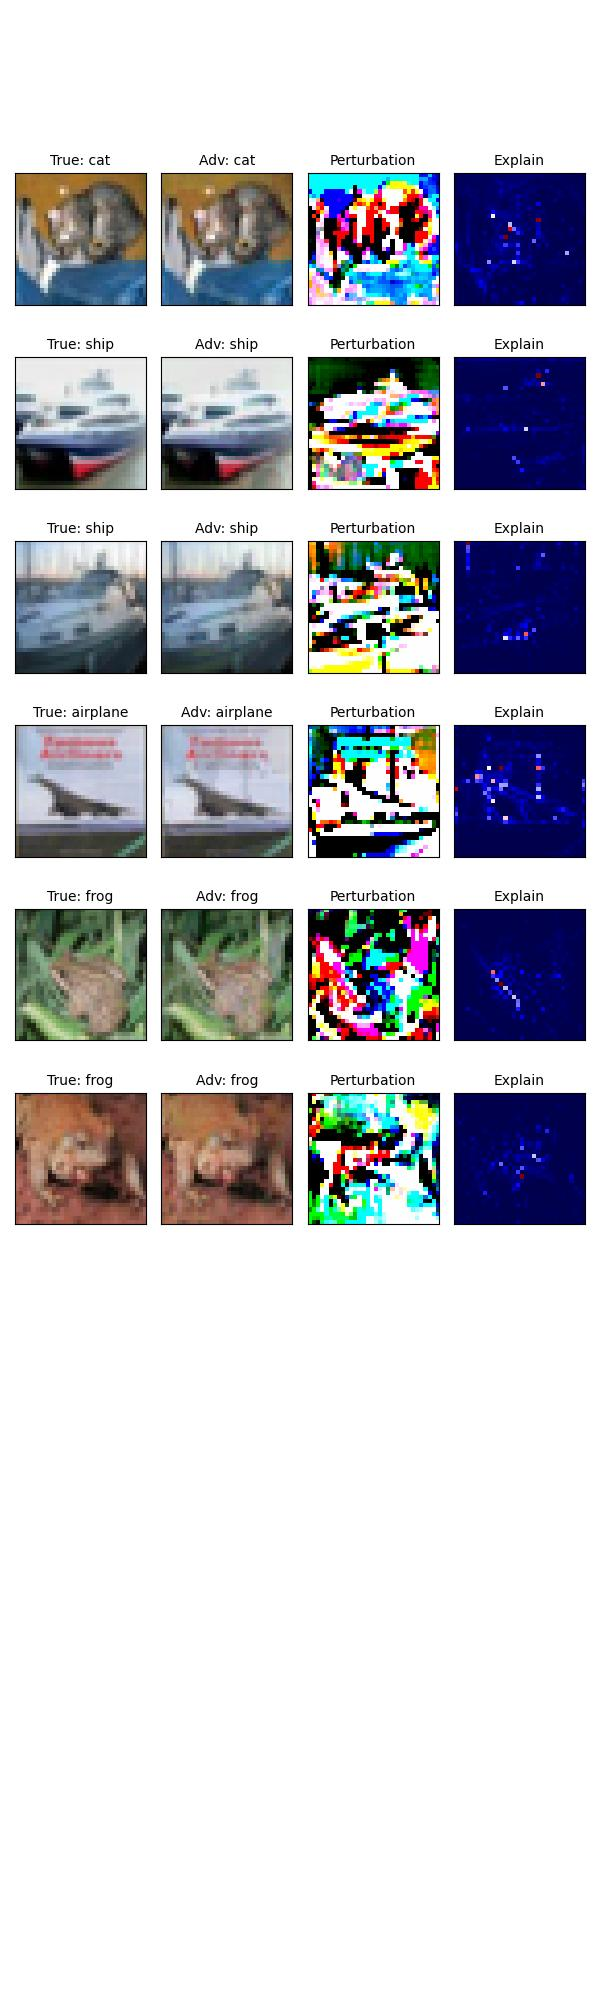 True: cat Adv: cat Perturbation Explain
True: ship Adv: ship Perturbation Explain
True: ship Adv: ship Perturbation Explain
True: airplane Adv: airplane Perturbation Explain
True: frog Adv: frog Perturbation Explain
True: frog Adv: frog Perturbation Explain